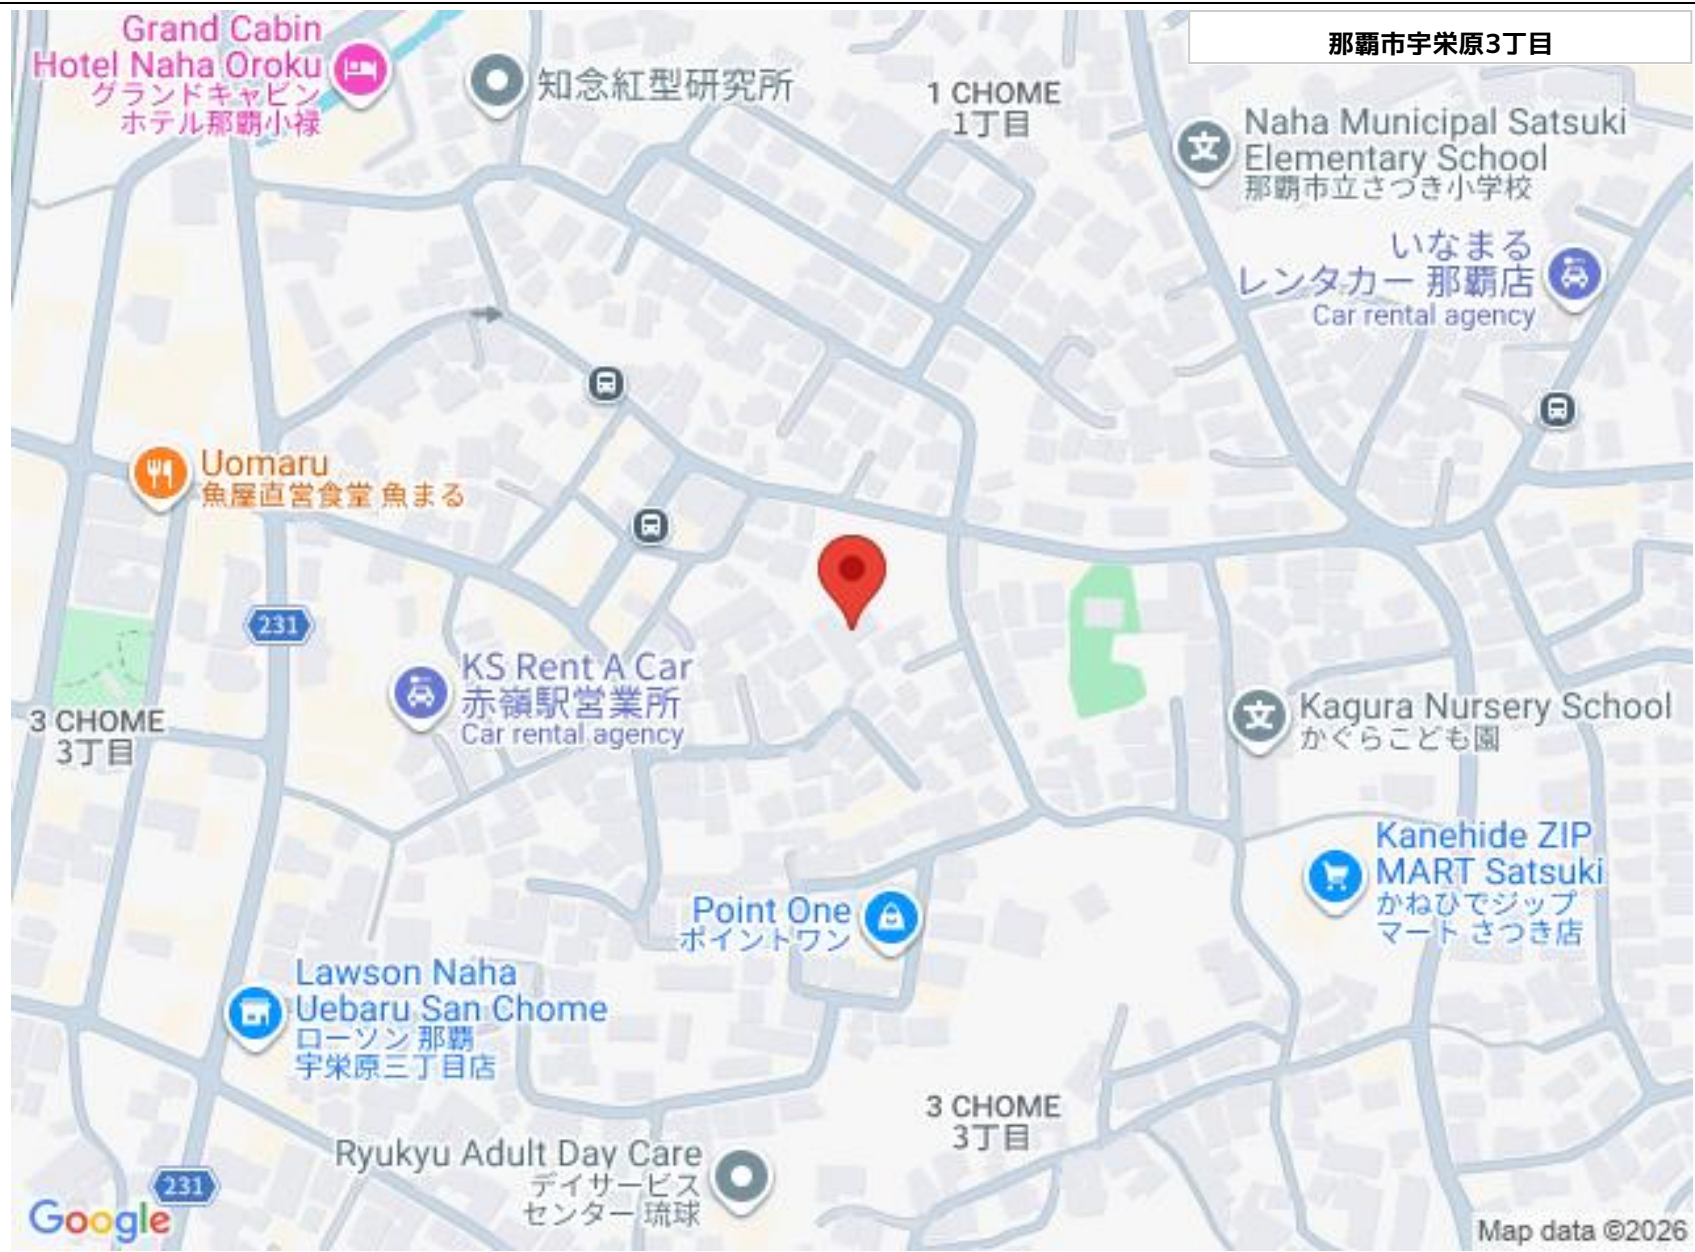 那覇市宇栄原3丁目
Grand Cabin
Hotel Naha Oroku
グランドキャビン
ホテル那覇小禄
知念紅型研究所
1 CHOME
1丁目
Naha Municipal Satsuki
Elementary School
那覇市立さつき小学校
いなまる
レンタカー 那覇店
Car rental agency
Uomaru
魚屋直営食堂 魚まる
231
KS Rent A Car
赤嶺駅営業所
Car rental agency
3 CHOME
3丁目
Kagura Nursery School
かぐらこども園
Kanehide ZIP
MART Satsuki
かねひでジップ
マート さつき店
Point One
ポイントワン
Lawson Naha
Uebaru San Chome
ローソン 那覇
宇栄原三丁目店
3 CHOME
3丁目
Ryukyu Adult Day Care
デイサービス
センター 琉球
231
Google
Map data ©2026